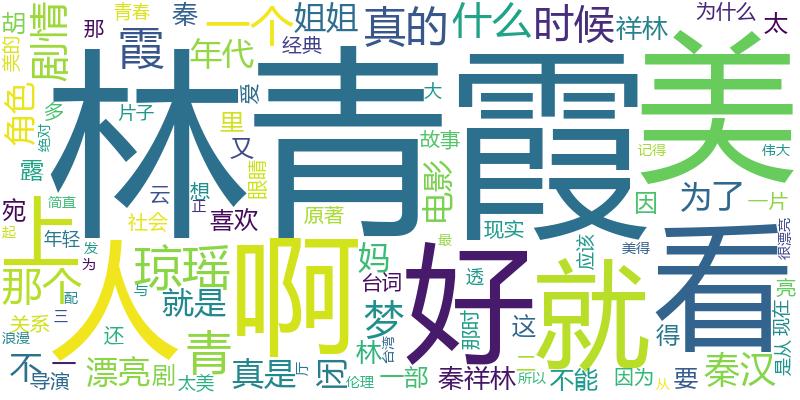 胡
青春
秦
一个
姐姐
真的
什么
时候
祥林
为什么
太
美的
剧情
那
霞
年代
经典
美
角色
多
绝对
片子
里
爱
大
林青霞
记得
伟大
露
又
眼睛
故事
电影
因
为了
一片
宛
上
云
想
止
社会
喜欢
原著
现实
很漂亮
起
年轻
发
为
人
琼瑶
啊
妈
最
好
就
应该
美得
看
那个
配
写
就是
台词
透
亮
关系
三
梦
那时
这
得
现在
浪漫
还
青
林
台湾
是从
不
一
导演
漂亮
剧
太美
真是
厅
闭
伦理
一部
秦祥林
二
所以
不能
因为
从
要
秦汉
简直